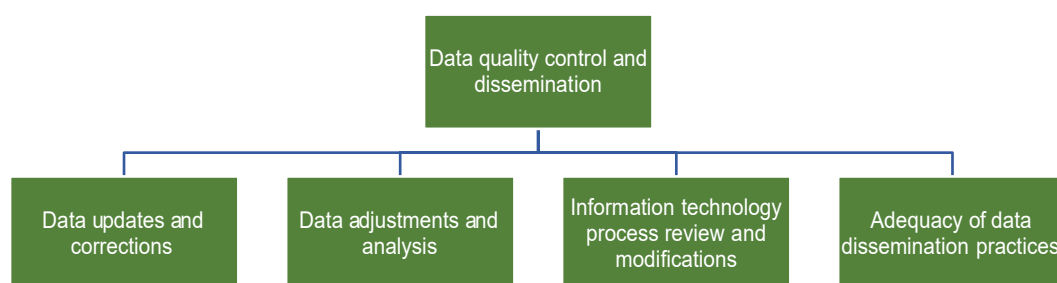 Data quality control and
dissemination
Data updates and
corrections
Data adjustments and
analysis
Information technology
process review and
modifications
Adequacy of data
dissemination practices